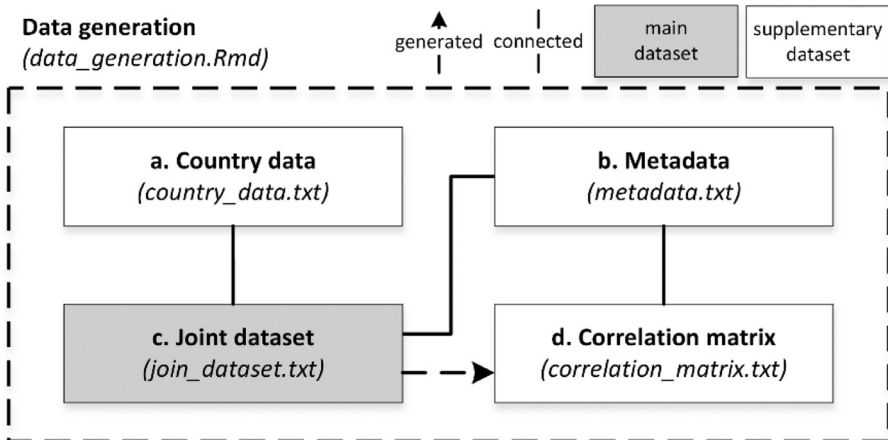 Data generation
(data_generation.Rmd)
generated
connected
main
dataset
supplementary
dataset
a. Country data
(country_data.txt)
b. Metadata
(metadata.txt)
c. Joint dataset
(join_dataset.txt)
d. Correlation matrix
(correlation_matrix.txt)